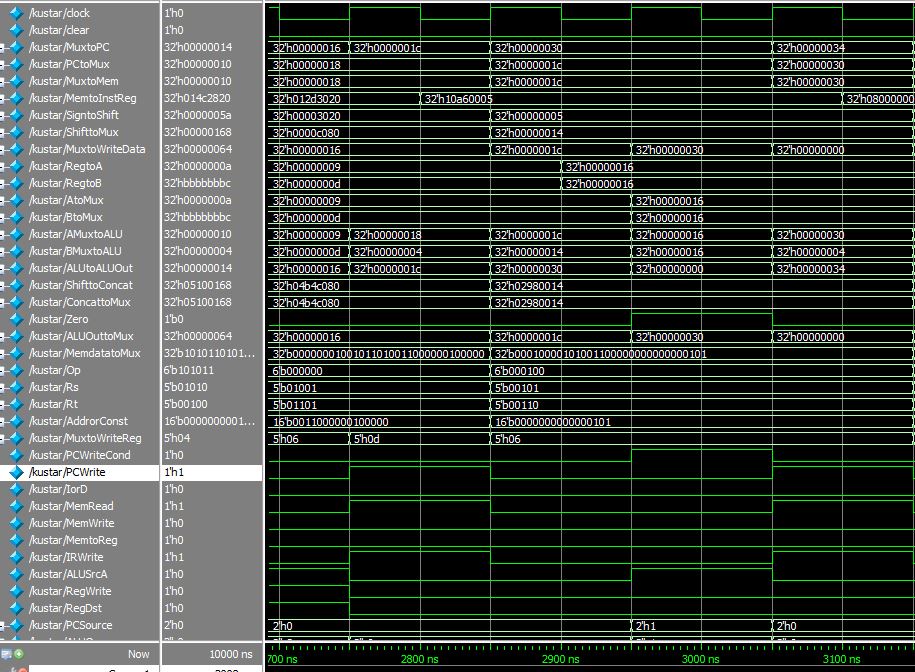 /kustar/clock 1'h0
/kustar/clear 1'h0
/kustar/MuxtoPC 32'h00000014 32'h00000016 32'h0000001c 32'h00000030 32'h00000034
/kustar/PCtoMux 32'h00000010 32'h00000018 32'h0000001c 32'h00000030
/kustar/MuxtoMem 32'h00000010 32'h00000018 32'h0000001c 32'h00000030
/kustar/MemtoInstReg 32'h014c2820 32'h012d3020 32'h10a60005 32'h08000000
/kustar/SigntoShift 32'h0000005a 32'h00003020 32'h00000005
/kustar/ShifttoMux 32'h00000168 32'h0000c080 32'h00000014
/kustar/MuxtoWriteData 32'h00000064 32'h00000016 32'h0000001c 32'h00000030 32'h00000000
/kustar/RegtoA 32'h0000000a 32'h00000009 32'h00000016
/kustar/RegtoB 32'hbbbbbbbc 32'h0000000d 32'h00000016
/kustar/AtoMux 32'h0000000a 32'h00000009 32'h00000016
/kustar/BtoMux 32'hbbbbbbbc 32'h0000000d 32'h00000016
/kustar/AMuxtoALU 32'h00000010 32'h00000009 32'h00000018 32'h0000001c 32'h00000016 32'h00000030
/kustar/BMuxtoALU 32'h00000004 32'h0000000d 32'h00000004 32'h00000014 32'h00000016 32'h00000004
/kustar/ALUtoALUOut 32'h00000014 32'h00000016 32'h0000001c 32'h00000030 32'h00000000 32'h00000034
/kustar/ShifttoConcat 32'h05100168 32'h04b4c080 32'h02980014
/kustar/ConcattoMux 32'h05100168 32'h04b4c080 32'h02980014
/kustar/Zero 1'b0
/kustar/ALUOuttoMux 32'h00000064 32'h00000016 32'h0000001c 32'h00000030 32'h00000000
/kustar/MemdatatoMux 32'b1010110101... 32'b00000001001011010011000000100000 32'b00010000101001100000000000000101
/kustar/Op 6'b101011 6'b000000 6'b000100
/kustar/Rs 5'b01010 5'b01001 5'b00101
/kustar/Rt 5'b00100 5'b01101 5'b00110
/kustar/AddrorConst 16'b0000000001... 16'b0011000000100000 16'b0000000000000101
/kustar/MuxtoWriteReg 5'h04 5'h06 5'h0d 5'h06
/kustar/PCWriteCond 1'h0
/kustar/PCWrite 1'h1
/kustar/IorD 1'h0
/kustar/MemRead 1'h1
/kustar/MemWrite 1'h0
/kustar/MemtoReg 1'h0
/kustar/IRWrite 1'h1
/kustar/ALUSrcA 1'h0
/kustar/RegWrite 1'h0
/kustar/RegDst 1'h0
/kustar/PCSource 2'h0 2'h0 2'h1 2'h0
Now 10000 ns 700 ns 2800 ns 2900 ns 3000 ns 3100 ns